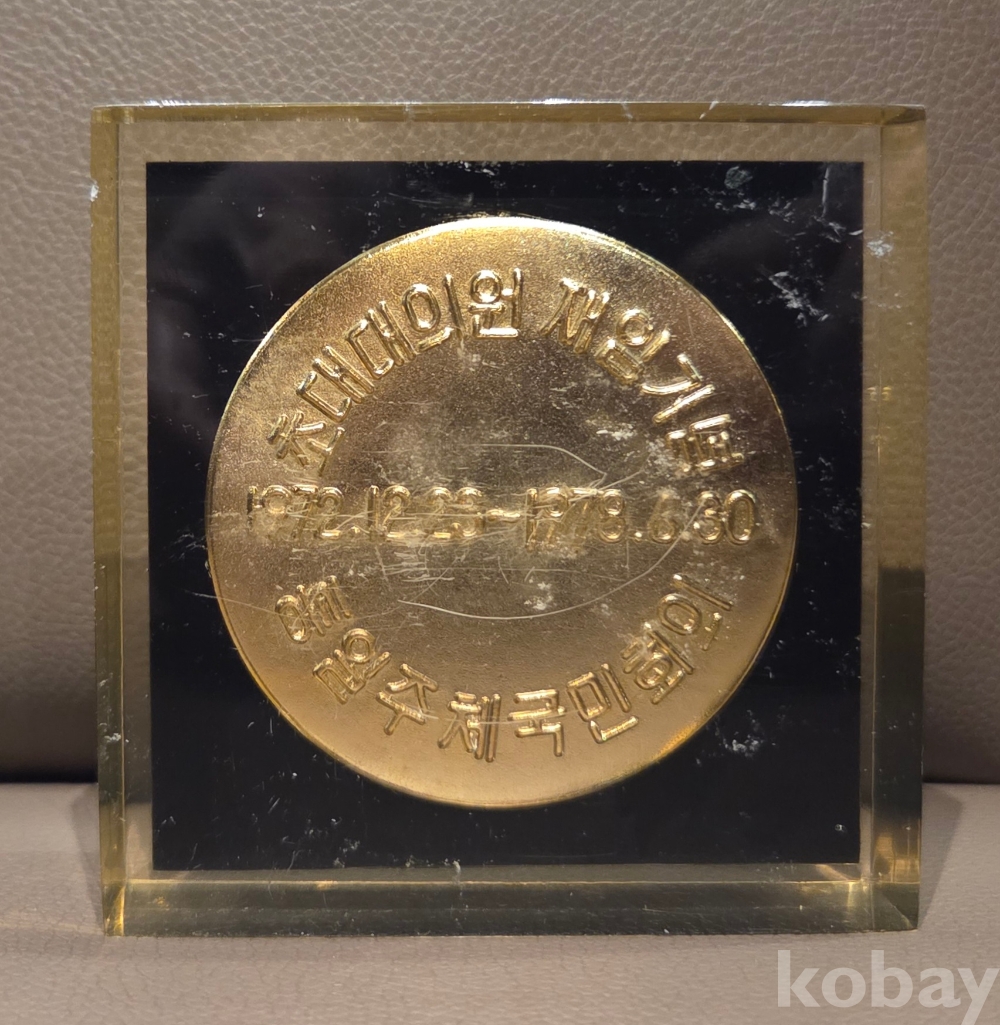 초대대의원 재임기념
1972.12.23~1978.6.30
통일주체국민회의
kobay